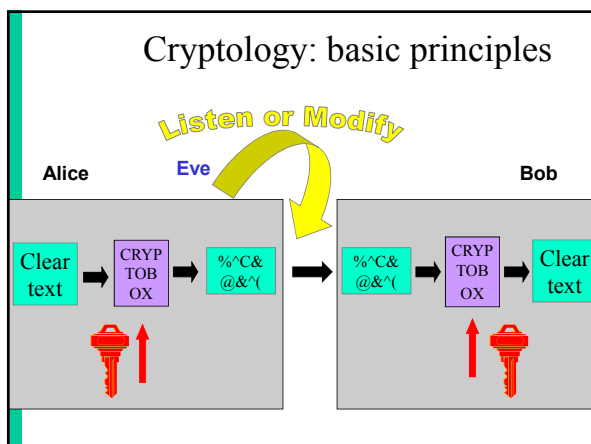 Cryptology: basic principles
Listen or Modify
Alice
Eve
Bob
Clear
text
CRYP
TOB
OX
%^C&
@&^(
%^C&
@&^(
CRYP
TOB
OX
Clear
text